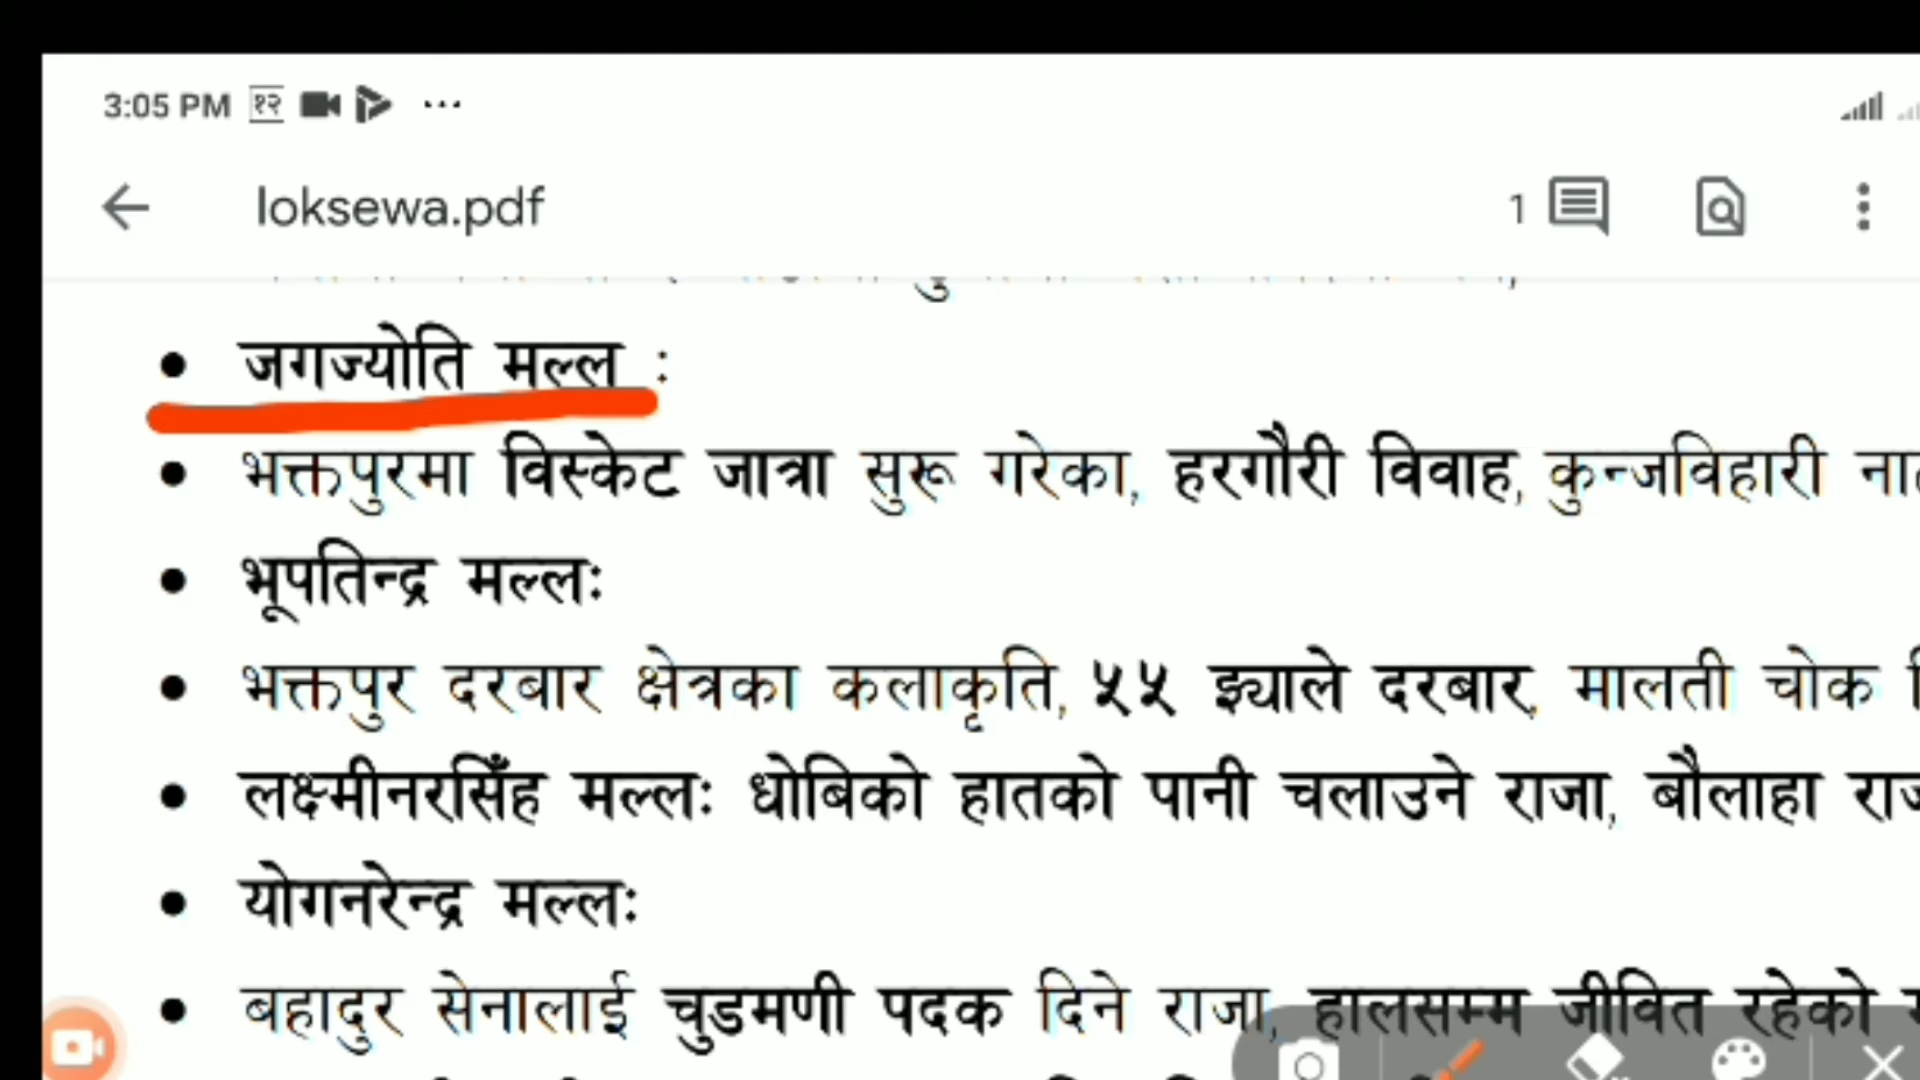 3:05 PM १२ ...
loksewa.pdf 1
जगज्योति मल्ल :
भक्तपुरमा विस्केट जात्रा सुरू गरेका, हरगौरी विवाह, कुन्जविहारी
भूपतिन्द्र मल्लः
भक्तपुर दरबार क्षेत्रका कलाकृति, ५५ झ्याले दरबार, मालती चोक
लक्ष्मीनरसिँह मल्लः धोबिको हातको पानी चलाउने राजा, बौलाहा
योगनरेन्द्र मल्लः
बहादुर सेनालाई चुडमणी पदक दिने राजा, हालसम्म जीवित रहेको